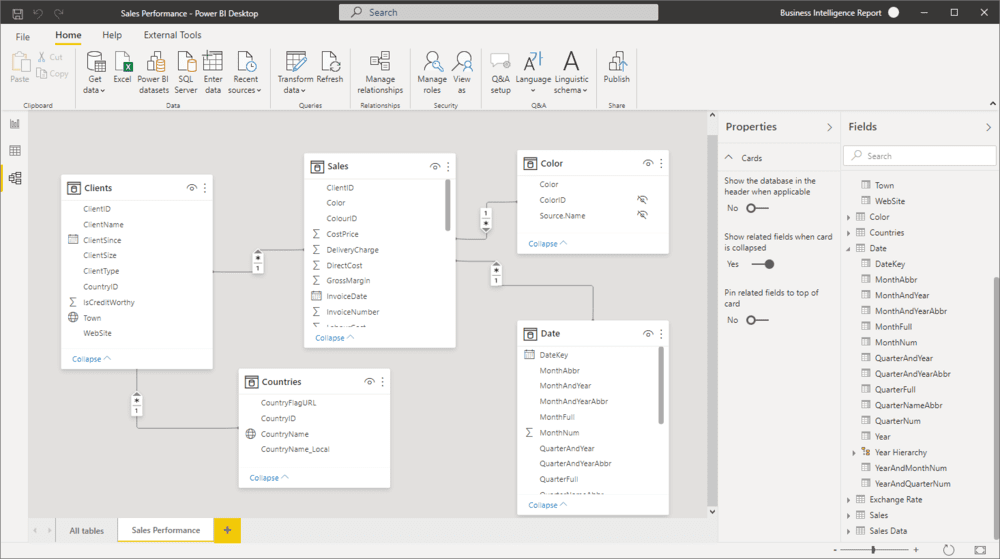 Sales Performance - Power BI Desktop
Search
Business Intelligence Report
File
Home
Help
External Tools
Paste
Cut
Copy
Get data
Excel
Power BI datasets
SQL Server
Enter data
Recent sources
Transform data
Refresh
Manage relationships
Manage roles
View as
Q&A setup
Language
Linguistic schema
Publish
Clipboard
Data
Queries
Relationships
Security
Q&A
Share
Clients
ClientID
ClientName
ClientSince
ClientSize
ClientType
CountryID
IsCreditWorthy
Town
WebSite
Collapse
Sales
ClientID
Color
ColourID
CostPrice
DeliveryCharge
DirectCost
GrossMargin
InvoiceDate
InvoiceNumber
LabourCost
Collapse
Color
Color
ColorID
Source.Name
Collapse
1
*
*
1
*
1
*
1
Countries
CountryFlagURL
CountryID
CountryName
CountryName_Local
Collapse
Date
DateKey
MonthAbbr
MonthAndYear
MonthAndYearAbbr
MonthFull
MonthNum
QuarterAndYear
QuarterAndYearAbbr
QuarterFull
QuarterNameAbbr
Collapse
Properties
Cards
Show the database in the
header when applicable
No
Show related fields when card
is collapsed
Yes
Pin related fields to top of
card
No
Fields
Search
Town
WebSite
Color
Countries
Date
DateKey
MonthAbbr
MonthAndYear
MonthAndYearAbbr
MonthFull
MonthNum
QuarterAndYear
QuarterAndYearAbbr
QuarterFull
QuarterNameAbbr
QuarterNum
Year
Year Hierarchy
YearAndMonthNum
YearAndQuarterNum
Exchange Rate
Sales
Sales Data
All tables
Sales Performance
+
- +